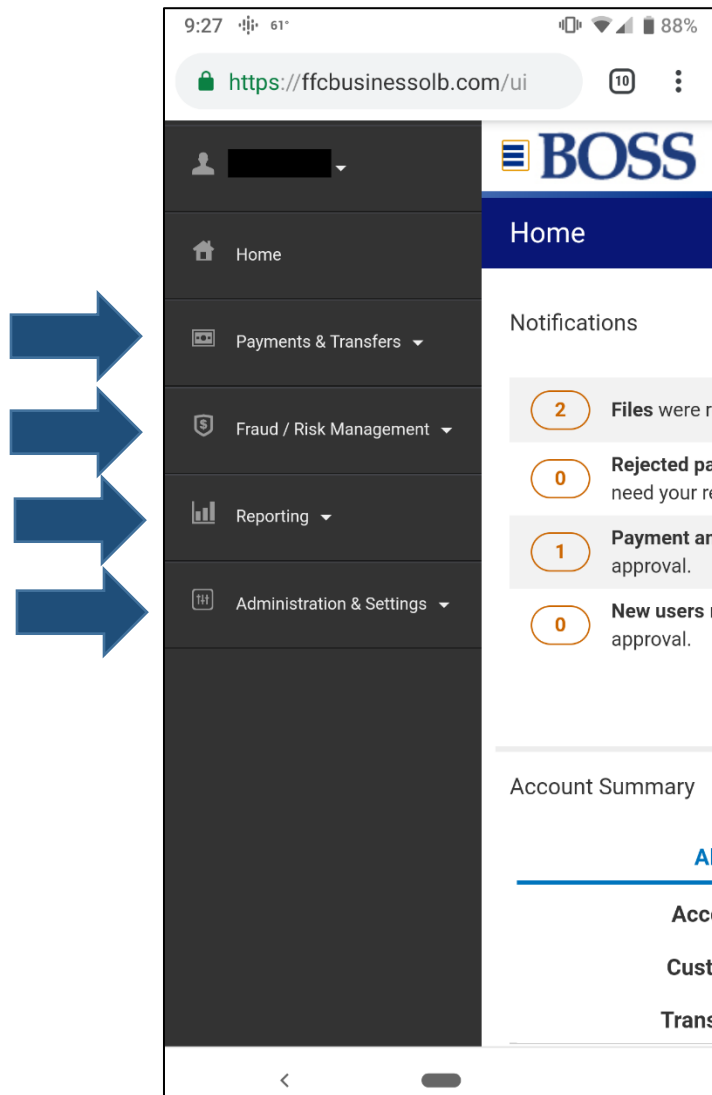 9:27 61° 88%
https://ffcbusinessolb.com/ui 10
BOSS
Home
Home
Payments & Transfers
Fraud / Risk Management
Reporting
Administration & Settings
Notifications
2 Files were r
0 Rejected pa
need your re
1 Payment an
approval.
0 New users
approval.
Account Summary
Al
Acco
Cust
Trans